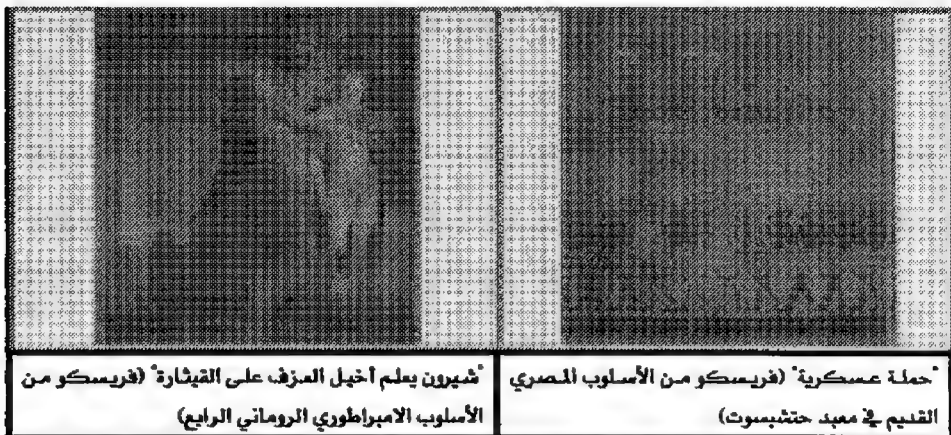 "حملة عسكرية" (فريسكو من الأسلوب المصري
القديم في معبد حتشبسوت)
"شيرون يعلم أخيل العزف على القيثارة" (فريسكو من
الأسلوب الامبراطوري الروماني الرابع)